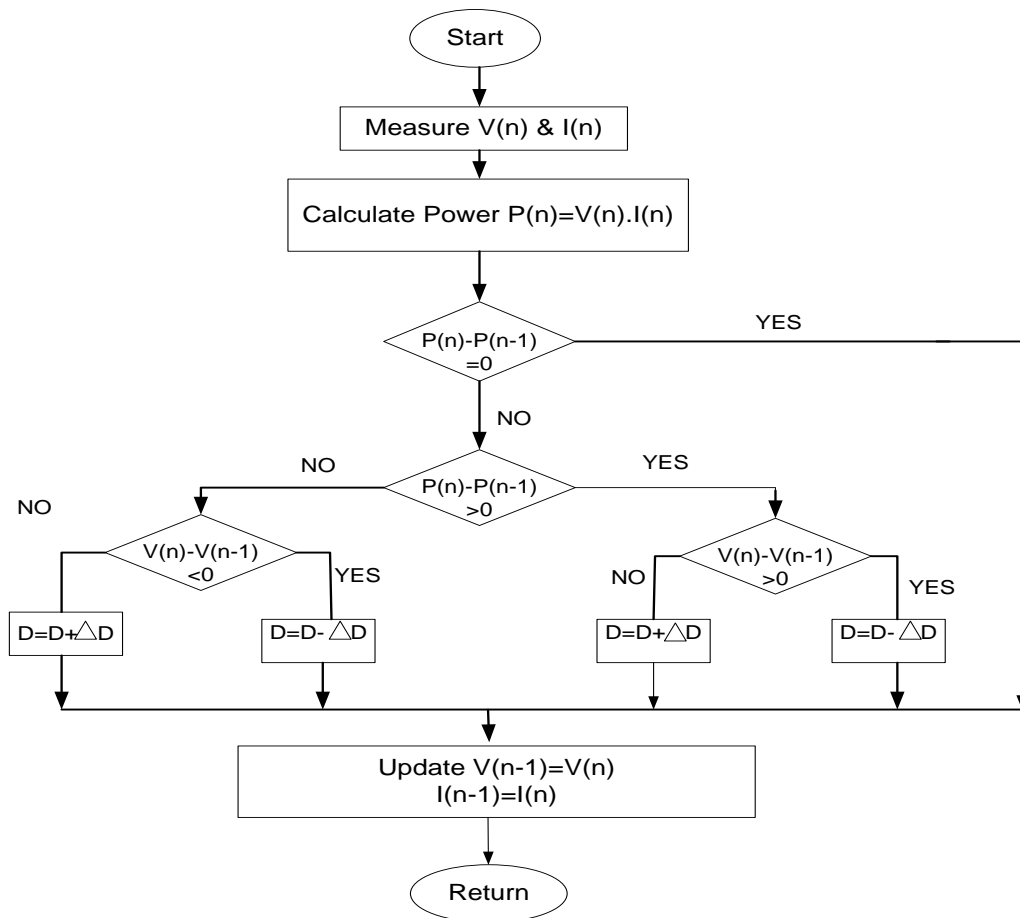 Start
Measure V(n) & I(n)
Calculate Power P(n)=V(n).I(n)
P(n)-P(n-1)
=0
YES
NO
P(n)-P(n-1)
>0
NO
YES
NO
V(n)-V(n-1)
<0
YES
V(n)-V(n-1)
>0
NO
YES
D=D+△D
D=D- △D
D=D+△D
D=D- △D
Update V(n-1)=V(n)
I(n-1)=I(n)
Return